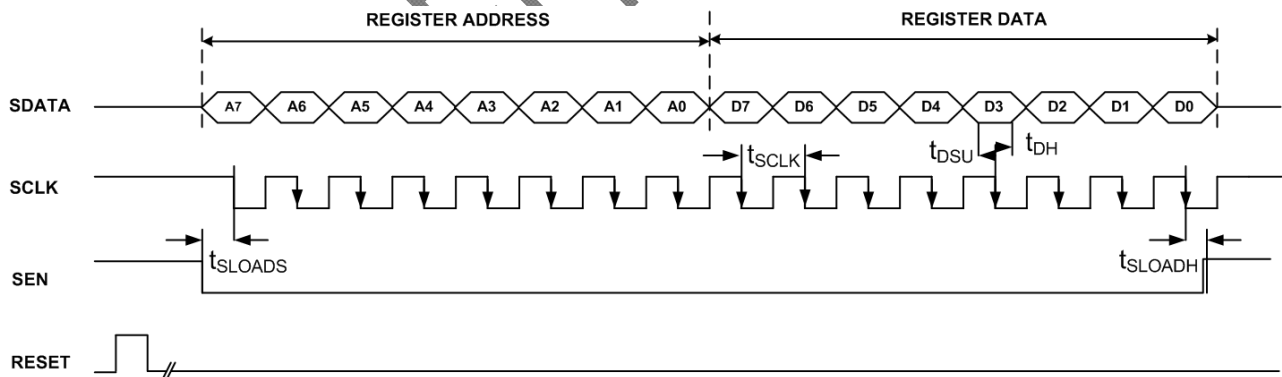 REGISTER ADDRESS REGISTER DATA
SDATA A7 A6 A5 A4 A3 A2 A1 A0 D7 D6 D5 D4 D3 D2 D1 D0
tSCLK tDSU tDH
SCLK
tSLOADS tSLOADH
SEN
RESET